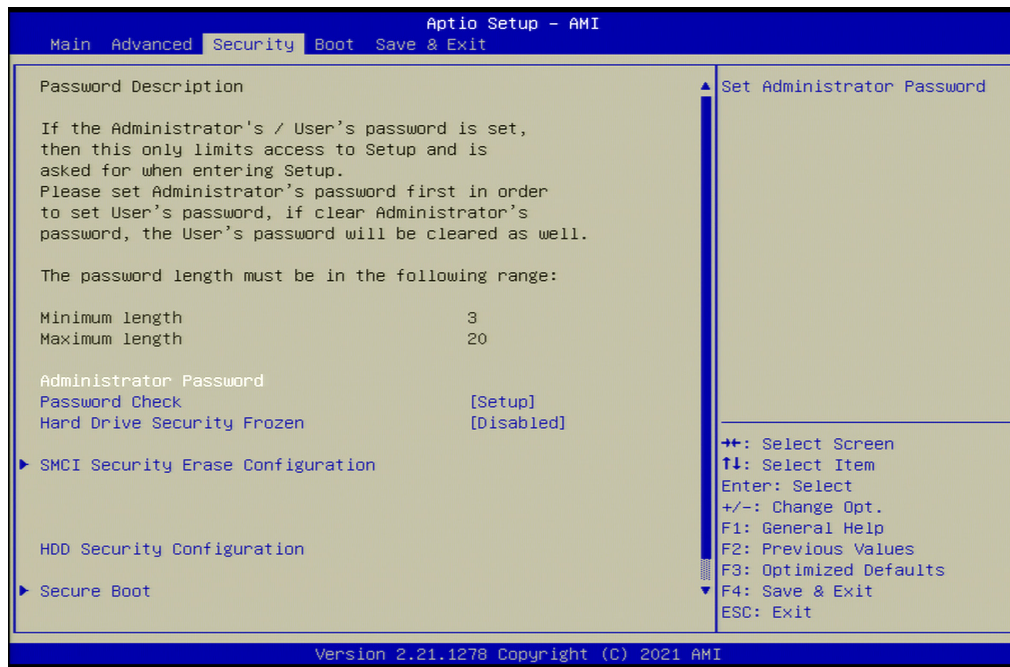 Aptio Setup – AMI
Main Advanced Security Boot Save & Exit
Password Description
If the Administrator's / User's password is set,
then this only limits access to Setup and is
asked for when entering Setup.
Please set Administrator's password first in order
to set User's password, if clear Administrator's
password, the User's password will be cleared as well.
The password length must be in the following range:
Minimum length 3
Maximum length 20
Administrator Password
Password Check [Setup]
Hard Drive Security Frozen [Disabled]
▶ SMCI Security Erase Configuration
HDD Security Configuration
▶ Secure Boot
Set Administrator Password
→←: Select Screen
↑↓: Select Item
Enter: Select
+/-: Change Opt.
F1: General Help
F2: Previous Values
F3: Optimized Defaults
F4: Save & Exit
ESC: Exit
Version 2.21.1278 Copyright (C) 2021 AMI